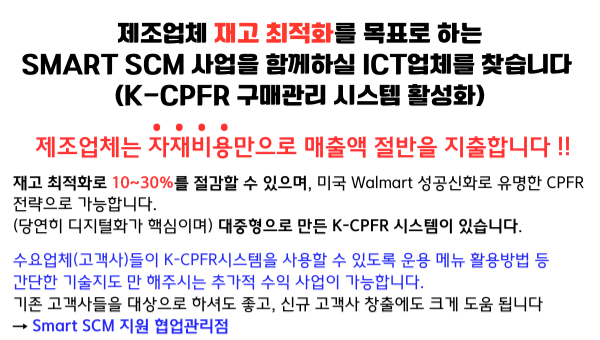 제조업체 재고 최적화를 목표로 하는
SMART SCM 사업을 함께하실 ICT업체를 찾습니다
(K-CPFR 구매관리 시스템 활성화)
제조업체는 자재비용만으로 매출액 절반을 지출합니다 !!
재고 최적화로 10~30%를 절감할 수 있으며, 미국 Walmart 성공신화로 유명한 CPFR
전략으로 가능합니다.
(당연히 디지털화가 핵심이며) 대중형으로 만든 K-CPFR 시스템이 있습니다.
수요업체(고객사)들이 K-CPFR시스템을 사용할 수 있도록 운용 메뉴 활용방법 등
간단한 기술지도 만 해주시는 추가적 수익 사업이 가능합니다.
기존 고객사들을 대상으로 하셔도 좋고, 신규 고객사 창출에도 크게 도움 됩니다
→ Smart SCM 지원 협업관리점